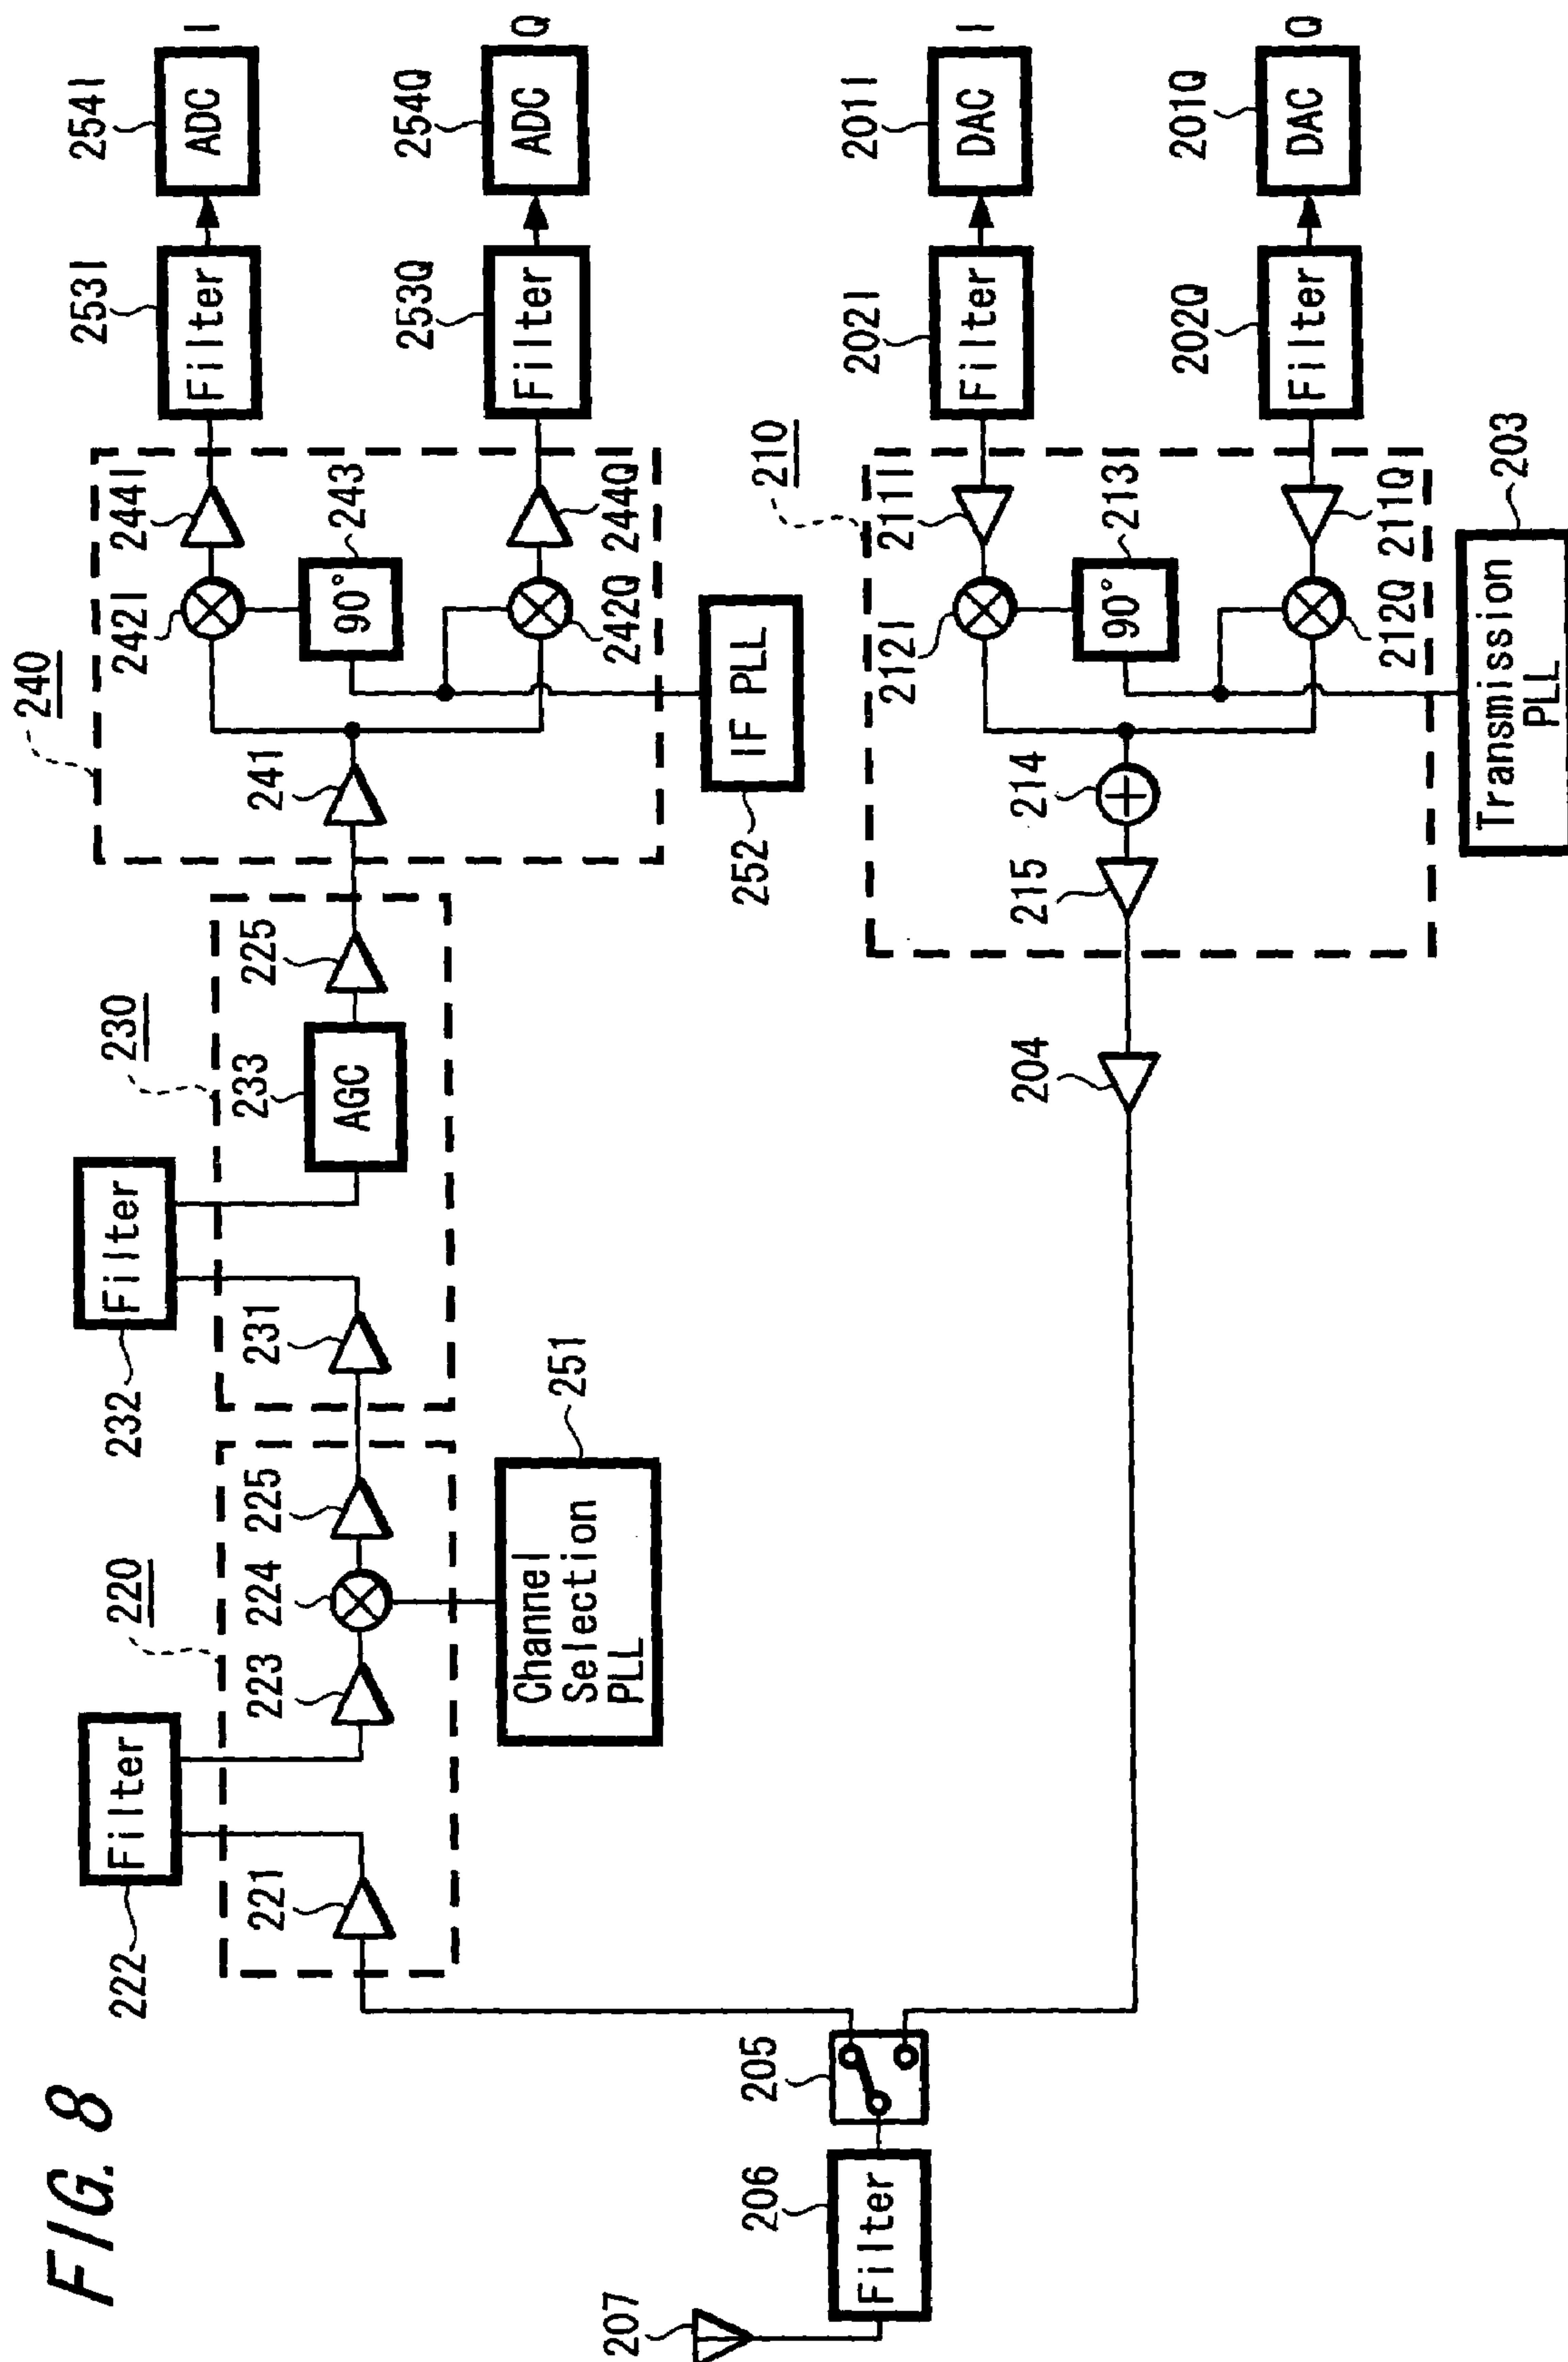 FIG. 8
207
206
Filter
205
222
Filter
220
221
223
224
225
Channel
Selection
PLL
251
232
Filter
230
231
233
AGC
225
240
241
242I
244I
90°
243
242Q
244Q
IF PLL
252
253I
Filter
254I
ADC
I
253Q
Filter
254Q
ADC
Q
204
210
215
214
212I
211I
90°
213
212Q
211Q
Transmission
PLL
203
202I
Filter
201I
DAC
I
202Q
Filter
201Q
DAC
Q